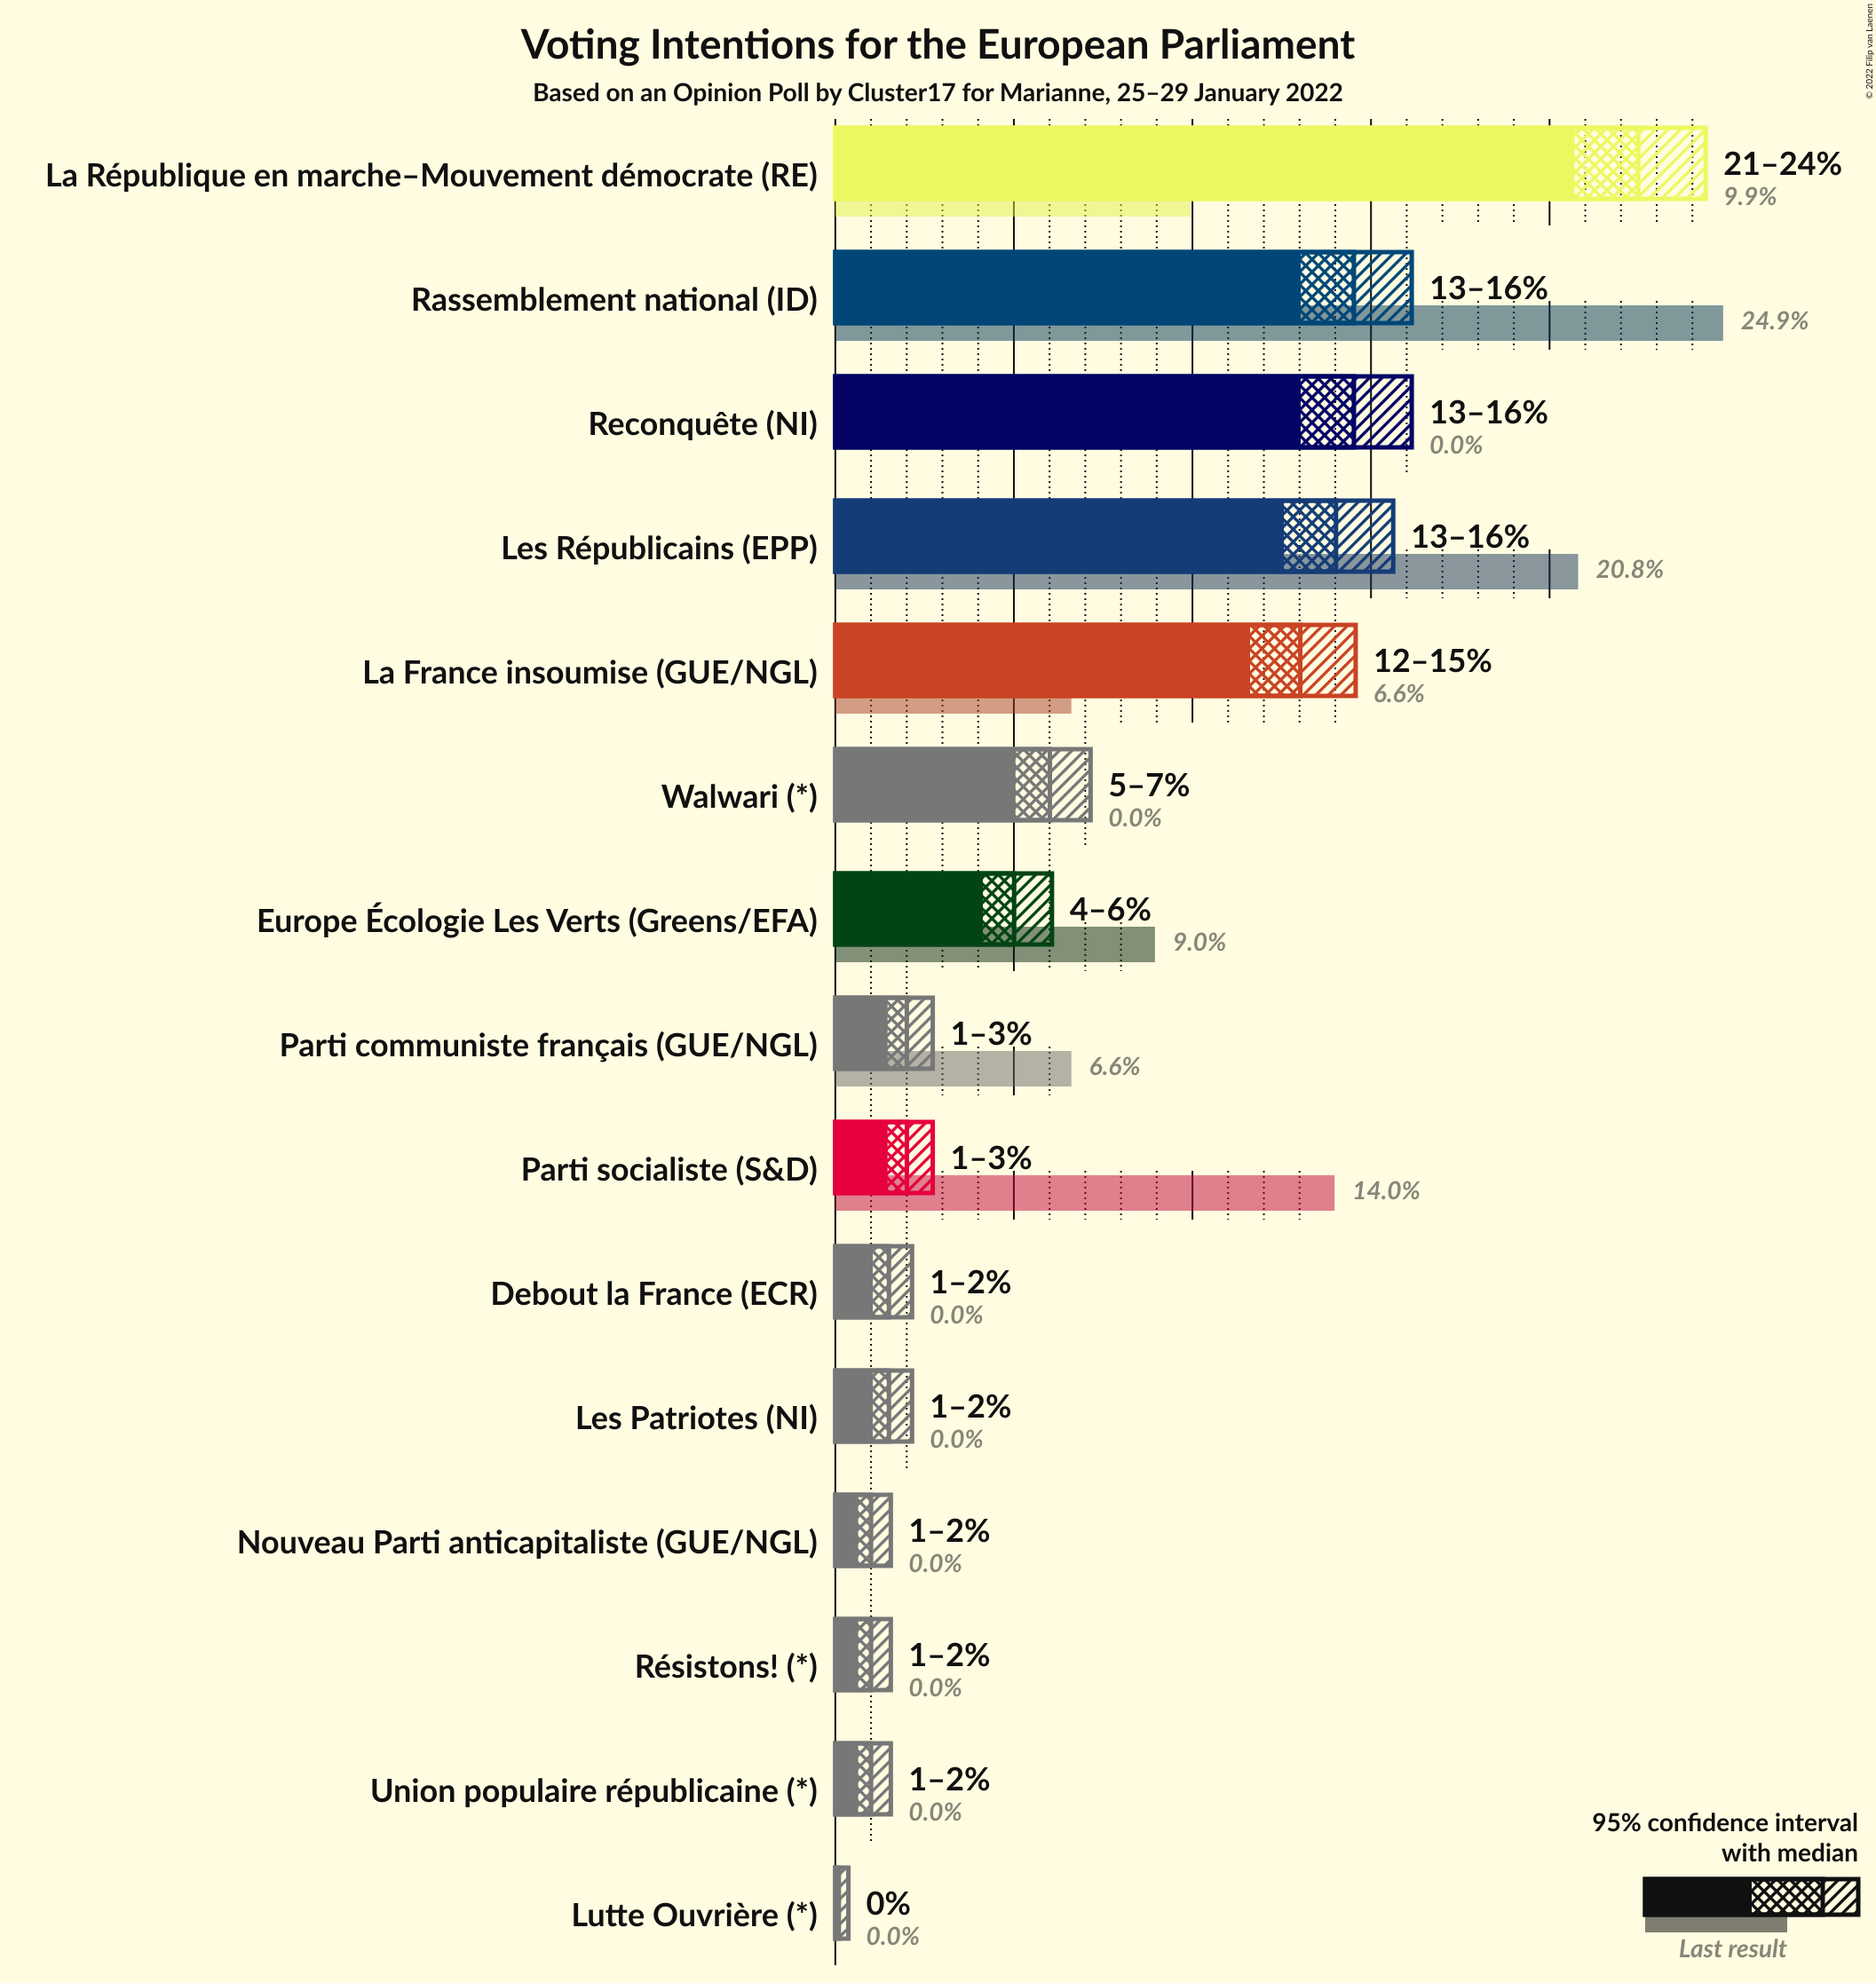 Voting Intentions for the European Parliament
Based on an Opinion Poll by Cluster17 for Marianne, 25–29 January 2022
© 2022 Filip van Laenen
La République en marche–Mouvement démocrate (RE)
21–24%
9.9%
Rassemblement national (ID)
13–16%
24.9%
Reconquête (NI)
13–16%
0.0%
Les Républicains (EPP)
13–16%
20.8%
La France insoumise (GUE/NGL)
12–15%
6.6%
Walwari (*)
5–7%
0.0%
Europe Écologie Les Verts (Greens/EFA)
4–6%
9.0%
Parti communiste français (GUE/NGL)
1–3%
6.6%
Parti socialiste (S&D)
1–3%
14.0%
Debout la France (ECR)
1–2%
0.0%
Les Patriotes (NI)
1–2%
0.0%
Nouveau Parti anticapitaliste (GUE/NGL)
1–2%
0.0%
Résistons! (*)
1–2%
0.0%
Union populaire républicaine (*)
1–2%
0.0%
Lutte Ouvrière (*)
0%
0.0%
95% confidence interval
with median
Last result